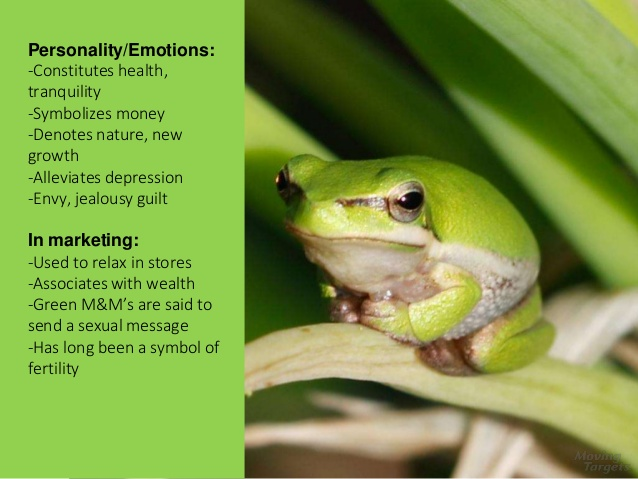 Personality/Emotions:
-Constitutes health,
tranquility
-Symbolizes money
-Denotes nature, new
growth
-Alleviates depression
-Envy, jealousy guilt
In marketing:
-Used to relax in stores
-Associates with wealth
-Green M&M’s are said to
send a sexual message
-Has long been a symbol of
fertility
Moving
Targets